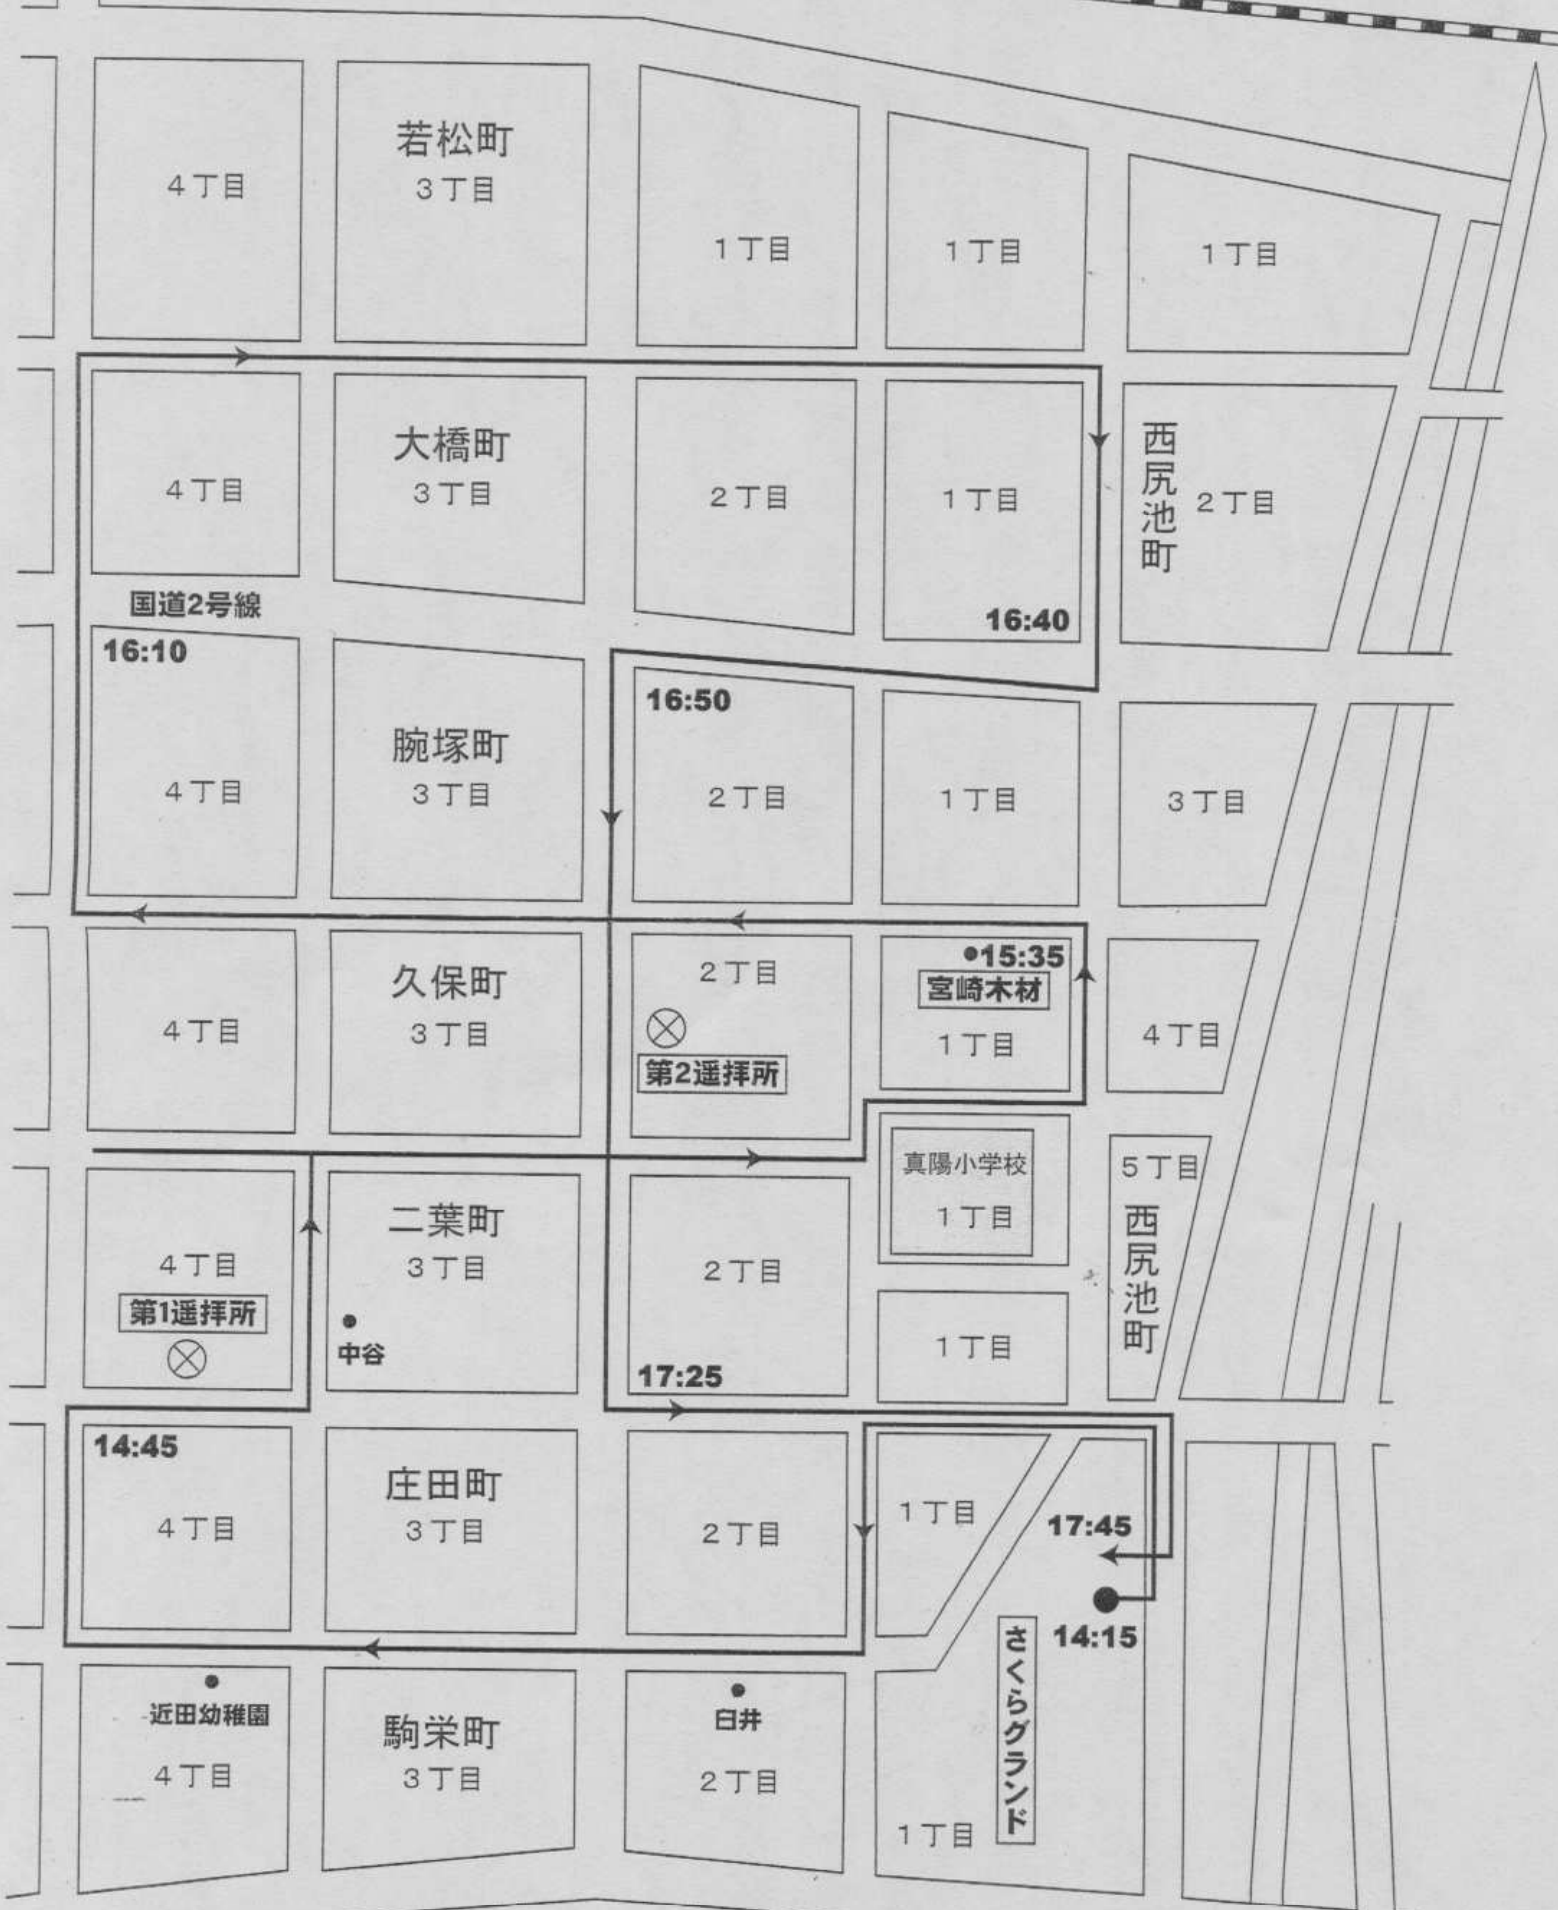 若松町
4丁目
3丁目
1丁目
1丁目
1丁目
大橋町
4丁目
3丁目
2丁目
1丁目
西尻池町
2丁目
国道2号線
16:10
16:40
16:50
腕塚町
4丁目
3丁目
2丁目
1丁目
3丁目
久保町
4丁目
3丁目
2丁目
第2遥拝所
15:35
宮崎木材
1丁目
4丁目
真陽小学校
1丁目
5丁目
西尻池町
二葉町
4丁目
3丁目
2丁目
第1遥拝所
中谷
1丁目
17:25
14:45
庄田町
4丁目
3丁目
2丁目
1丁目
17:45
14:15
さくらグランド
近田幼稚園
4丁目
駒栄町
3丁目
臼井
2丁目
1丁目